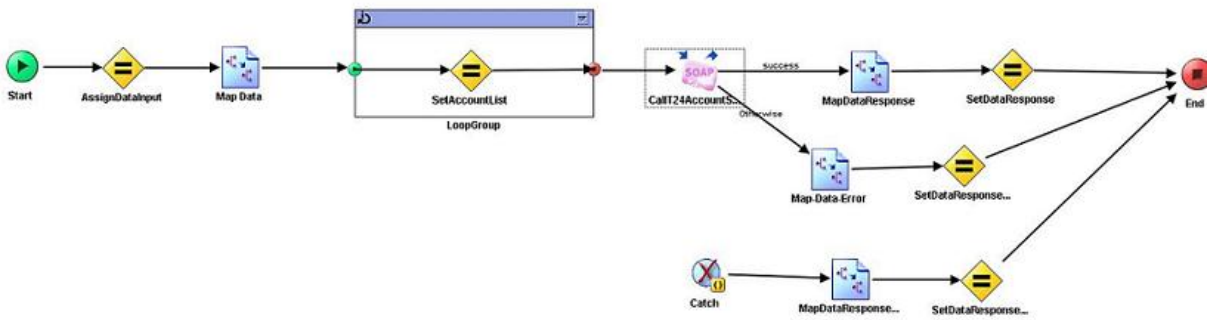 Start
AssignDataInput
Map Data
SetAccountList
LoopGroup
SOAP
CallT24AccountS...
success
Otherwise
MapDataResponse
SetDataResponse
End
Map-Data-Error
SetDataResponse...
Catch
MapDataResponse...
SetDataResponse...